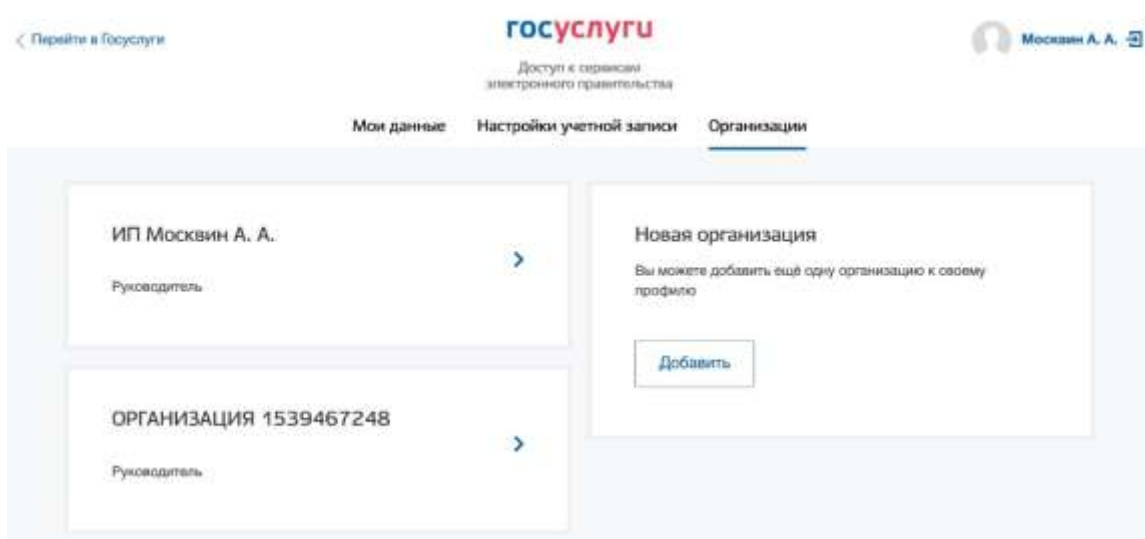 Перейти в Госуслуги
госуслуги
Москвин А. А.
Доступ к сервисам
электронного правительства
Мои данные Настройки учетной записи Организации
ИП Москвин А. А.
Руководитель
Новая организация
Вы можете добавить ещё одну организацию к своему
профилю
Добавить
ОРГАНИЗАЦИЯ 1539467248
Руководитель